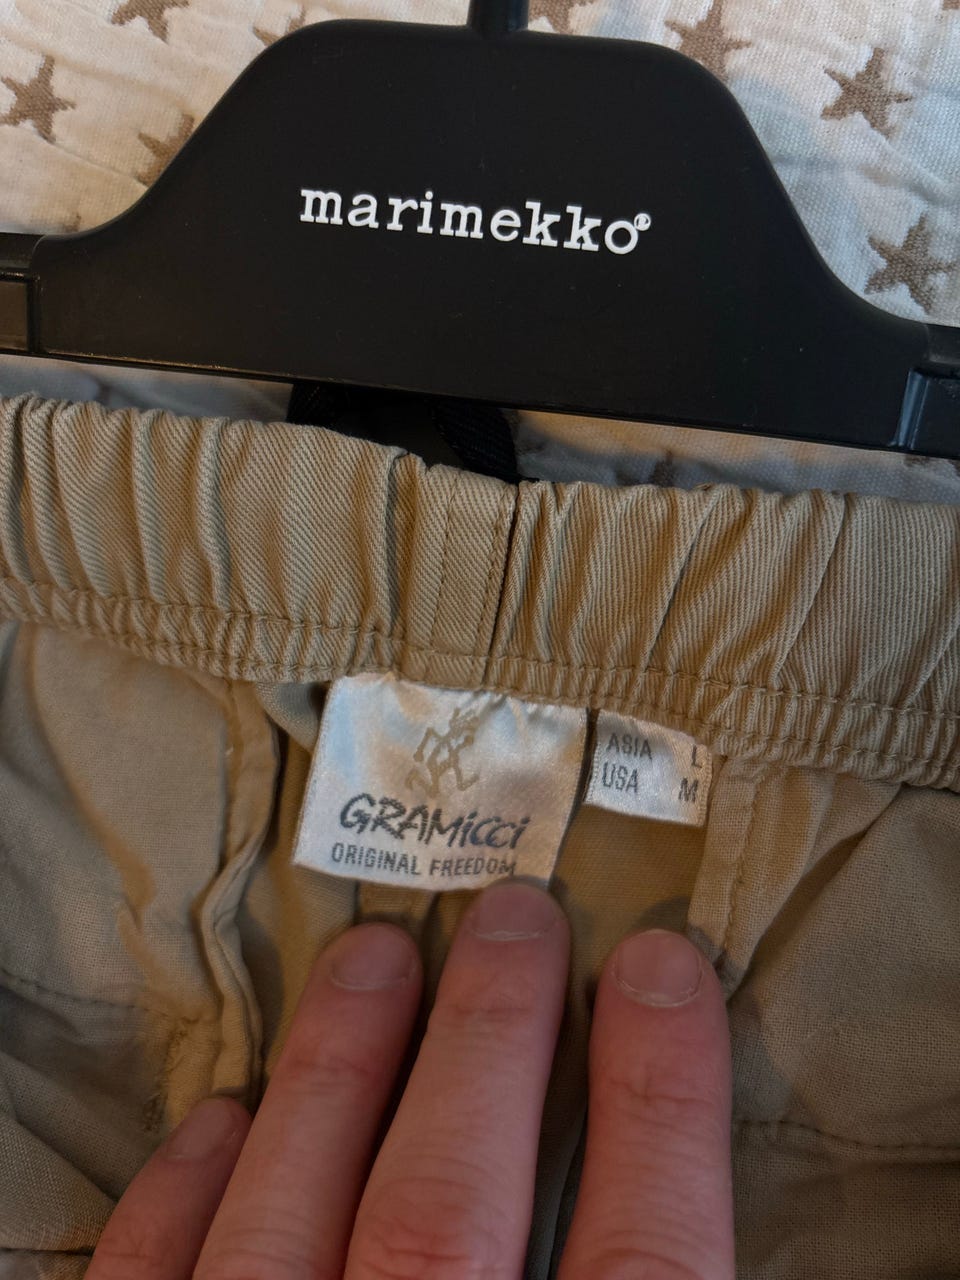 marimekko®
GRAMiCCi
ORIGINAL FREEDOM
ASIA L
USA M